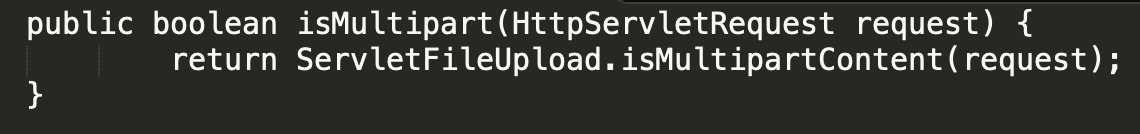 public boolean isMultipart(HttpServletRequest request) {
        return ServletFileUpload.isMultipartContent(request);
}